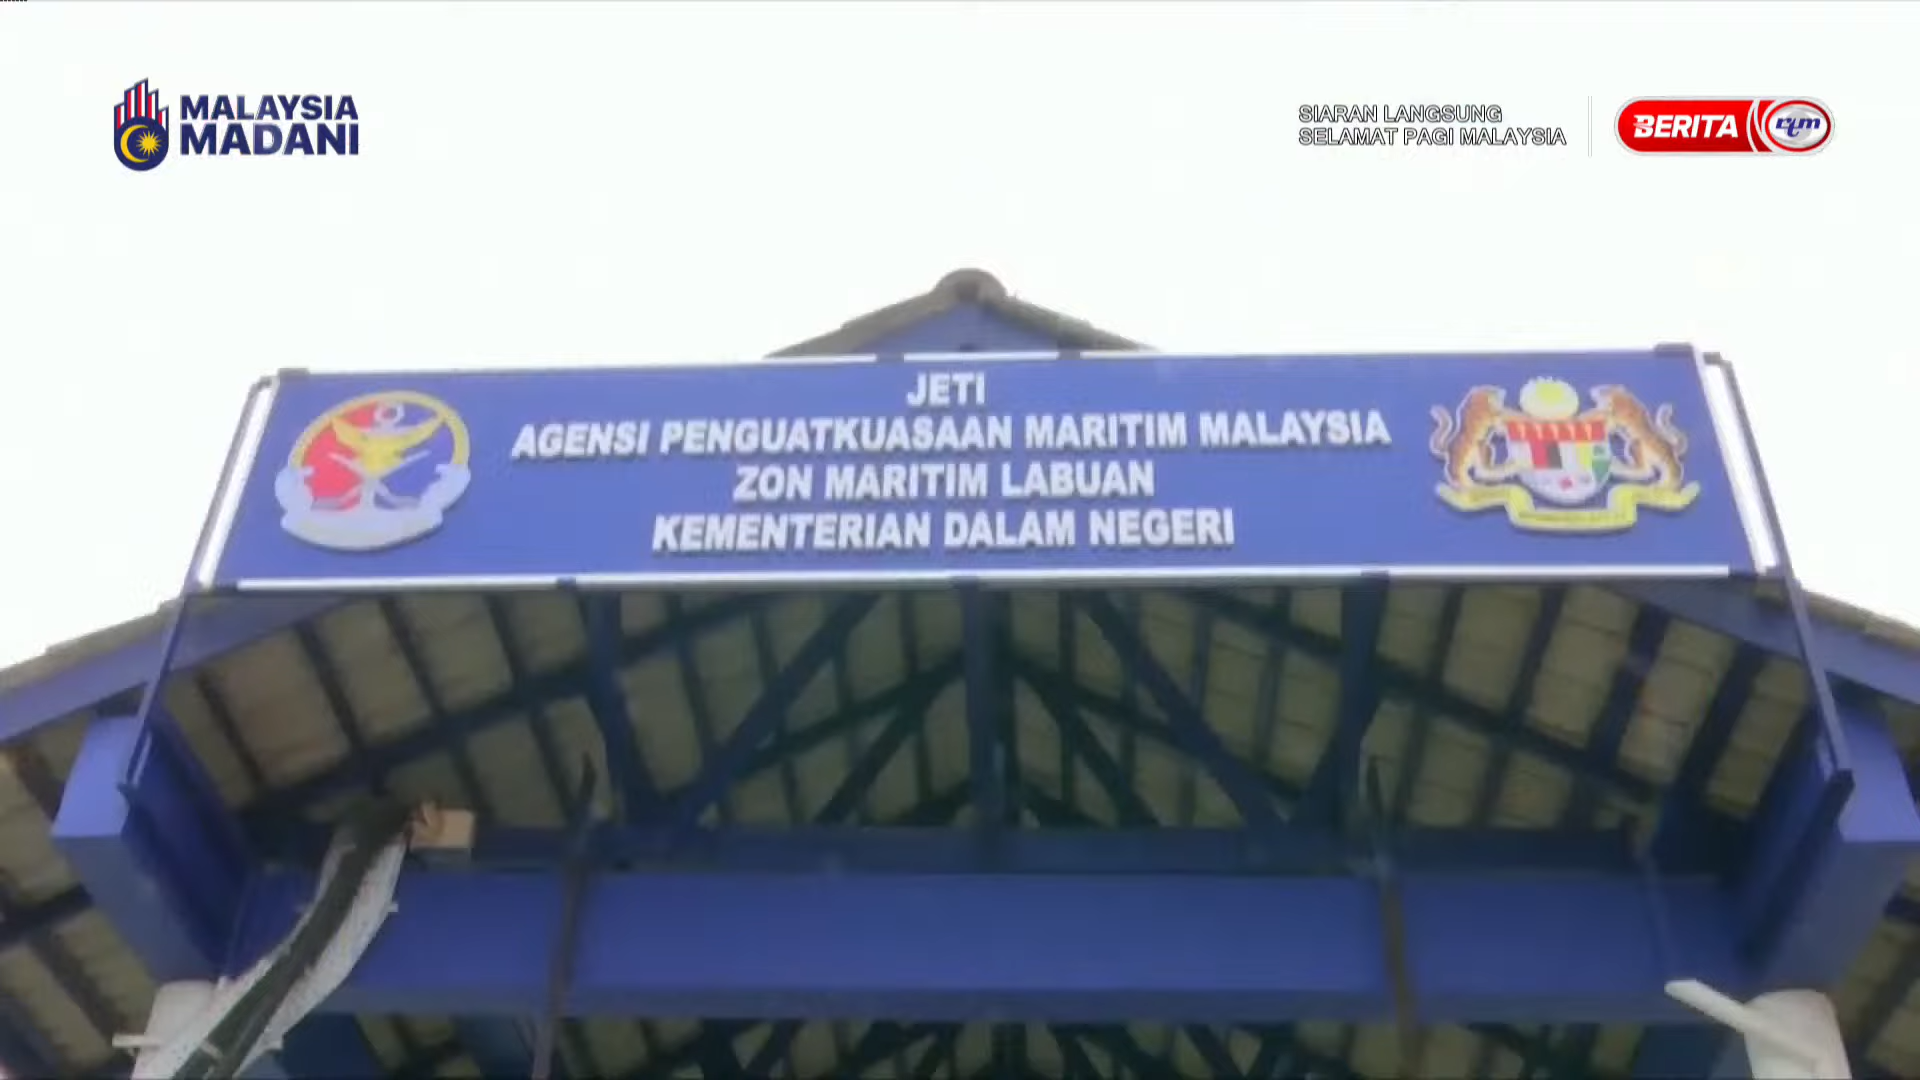 MALAYSIA
MADANI
SIARAN LANGSUNG
SELAMAT PAGI MALAYSIA
BERITA rtm
JETI
AGENSI PENGUATKUASAAN MARITIM MALAYSIA
ZON MARITIM LABUAN
KEMENTERIAN DALAM NEGERI